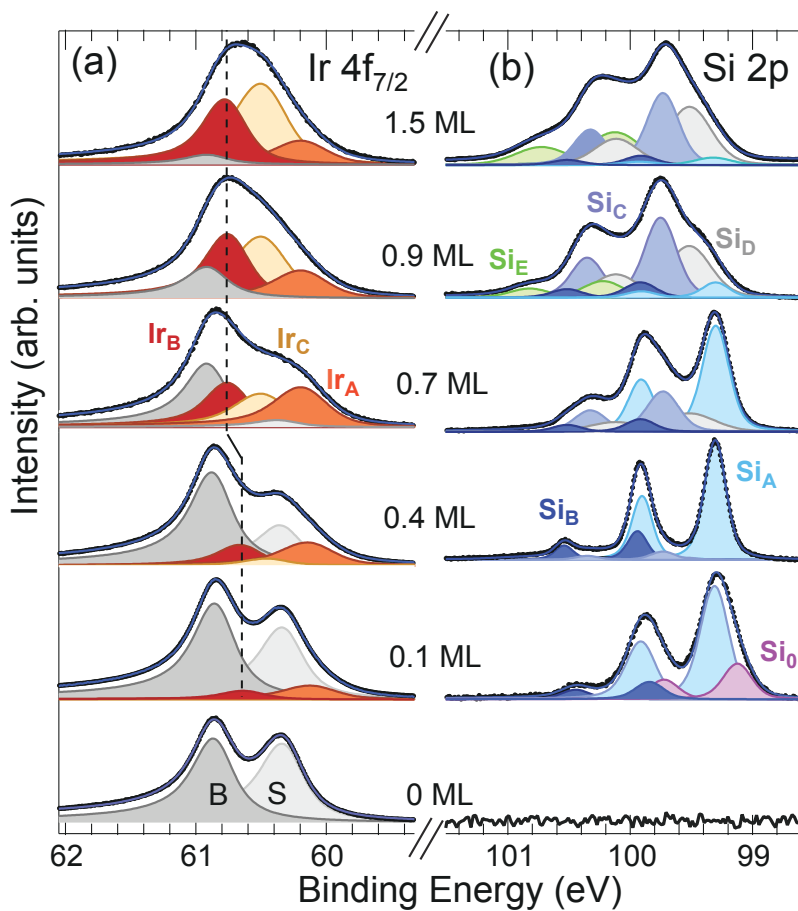 (a) Ir 4f7/2
(b) Si 2p
1.5 ML
0.9 ML
SiC
SiD
SiE
IrB
IrC
IrA
0.7 ML
0.4 ML
SiB
SiA
0.1 ML
Si0
B
S
0 ML
62 61 60
101 100 99
Binding Energy (eV)
Intensity (arb. units)